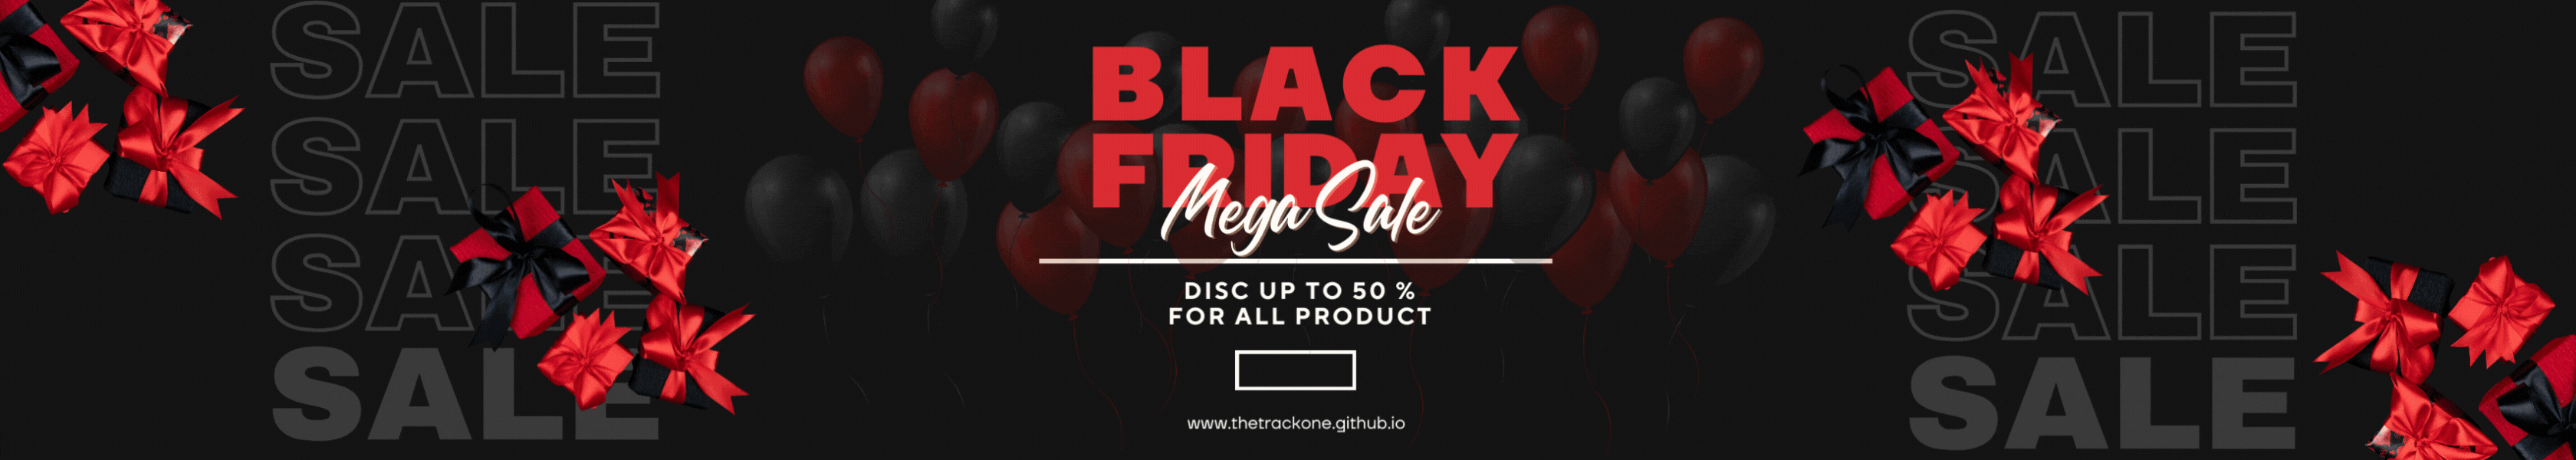 SALE
SALE
SALE
SALE
BLACK
FRIDAY
Mega Sale
DISC UP TO 50 %
FOR ALL PRODUCT
www.thetrackone.github.io
SALE
SALE
SALE
SALE